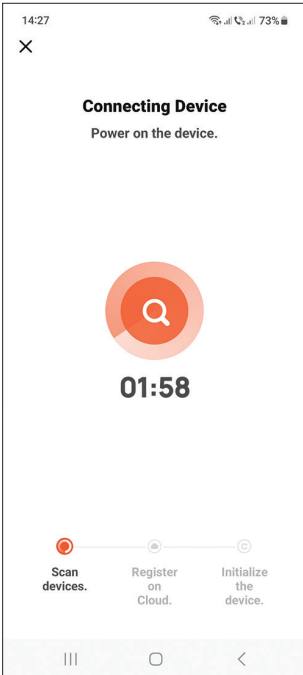 14:27
73%
Connecting Device
Power on the device.
01:58
Scan
devices.
Register
on
Cloud.
Initialize
the
device.